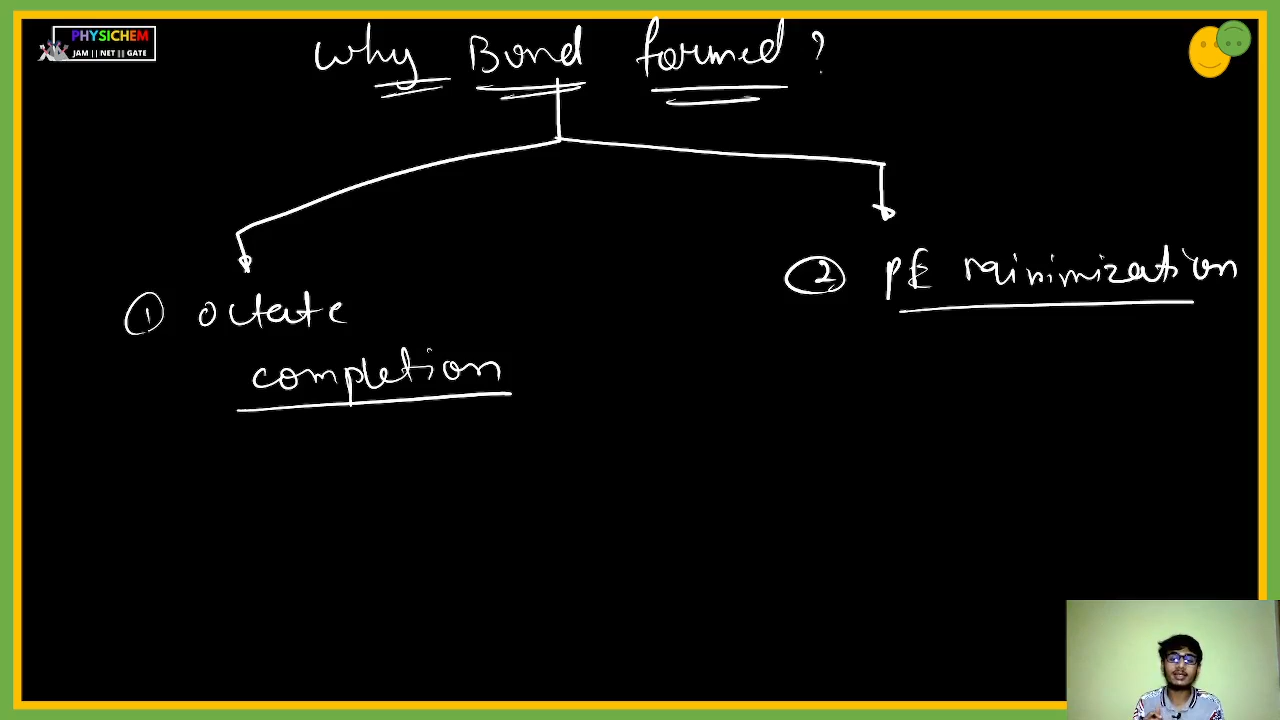 PHYSICHEM
JAM || NET || GATE
Why Bond formed?
① octate
completion
② PE minimization